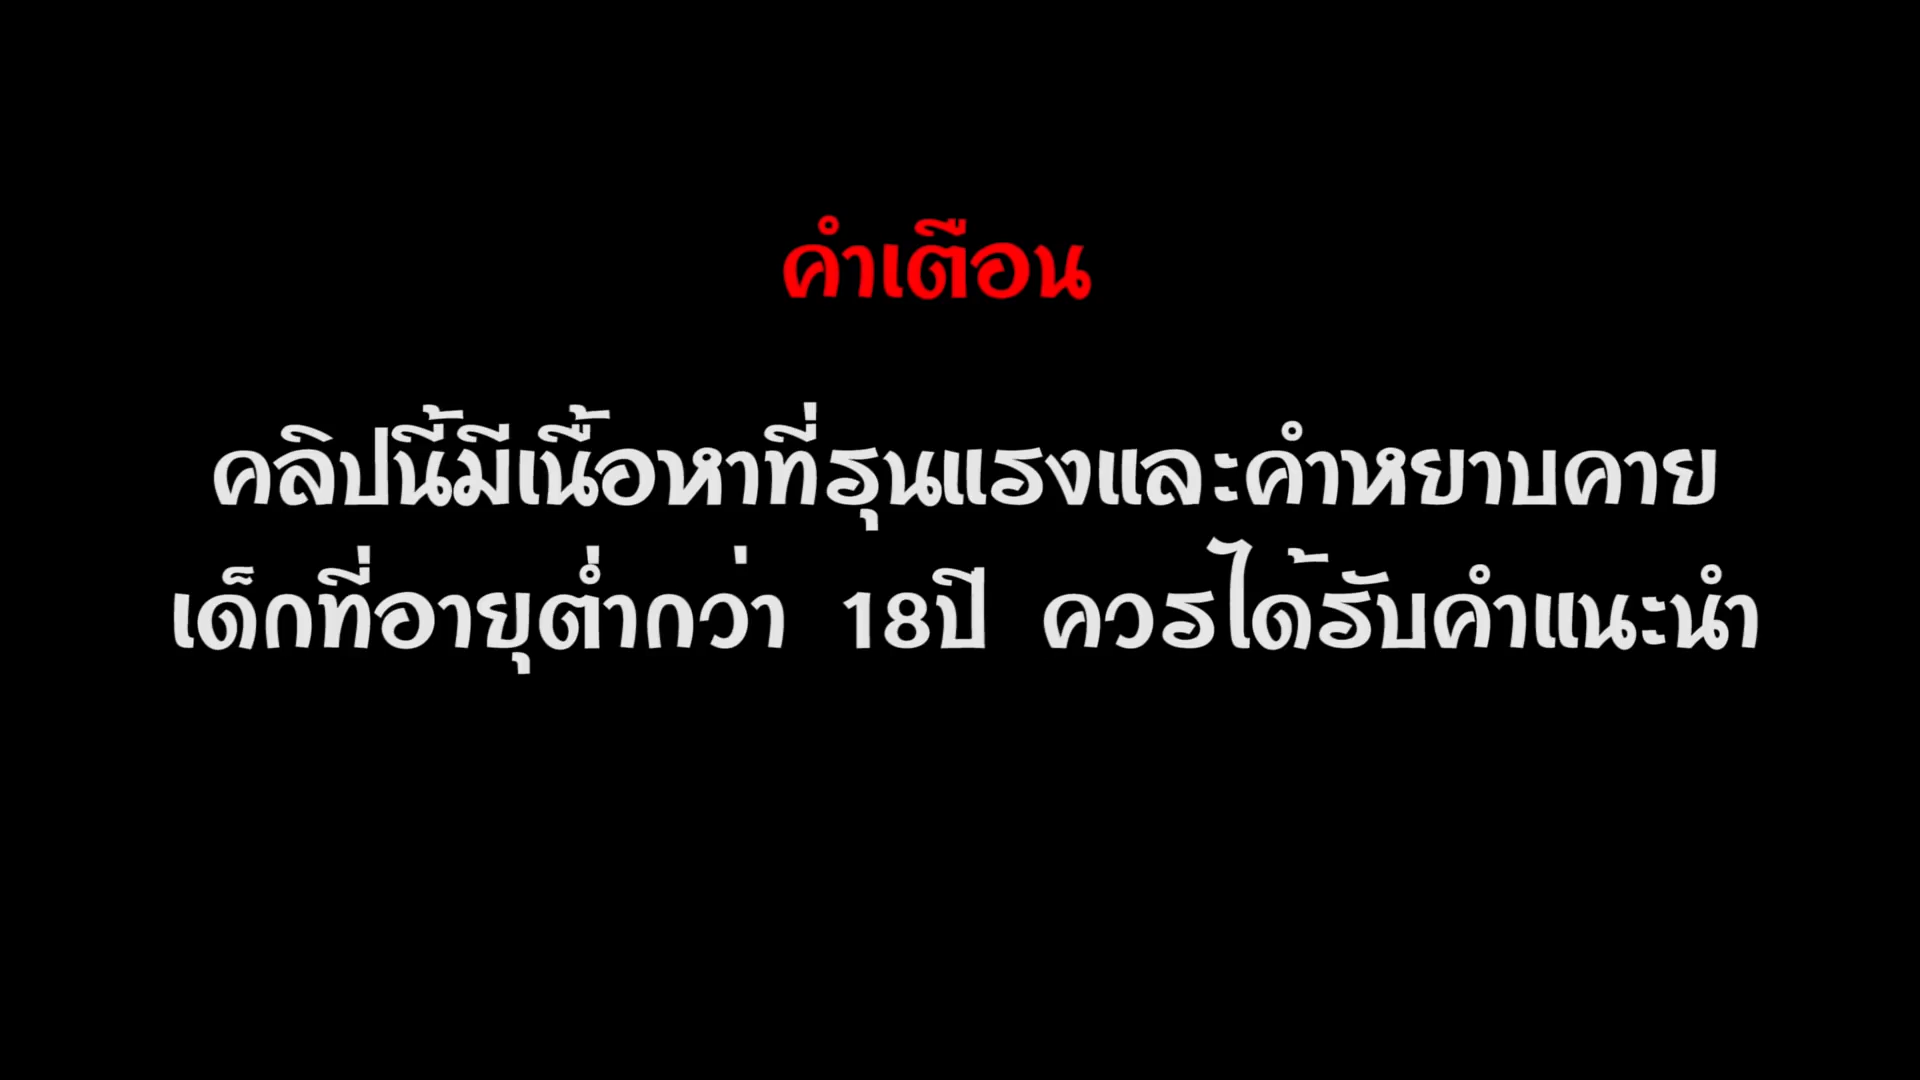 คำเตือน
คลิปนี้มีเนื้อหาที่รุนแรงและคำหยาบคาย
เด็กที่อายุต่ำกว่า 18ปี ควรได้รับคำแนะนำ